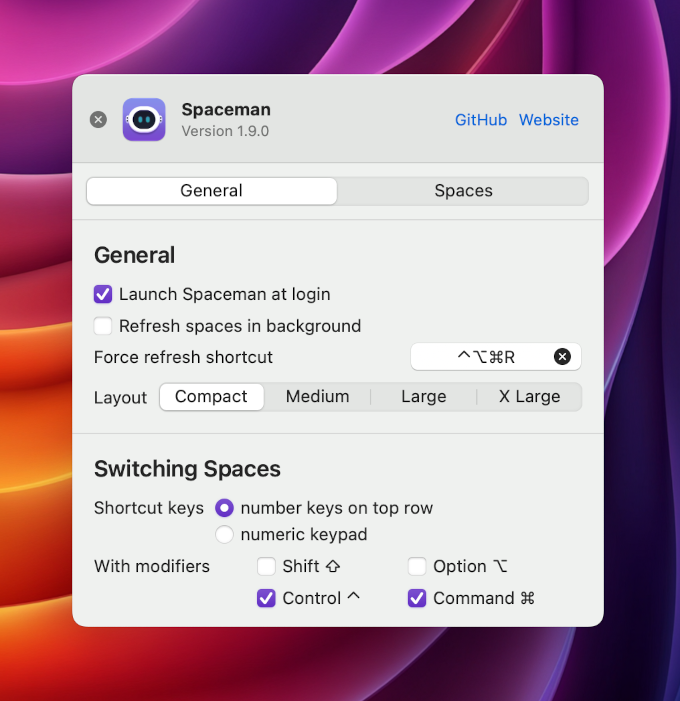 Spaceman
Version 1.9.0
GitHub Website
General Spaces
General
Launch Spaceman at login
Refresh spaces in background
Force refresh shortcut ^⌥⌘R
Layout Compact Medium Large X Large
Switching Spaces
Shortcut keys number keys on top row
numeric keypad
With modifiers Shift ⇧ Option ⌥
Control ^ Command ⌘